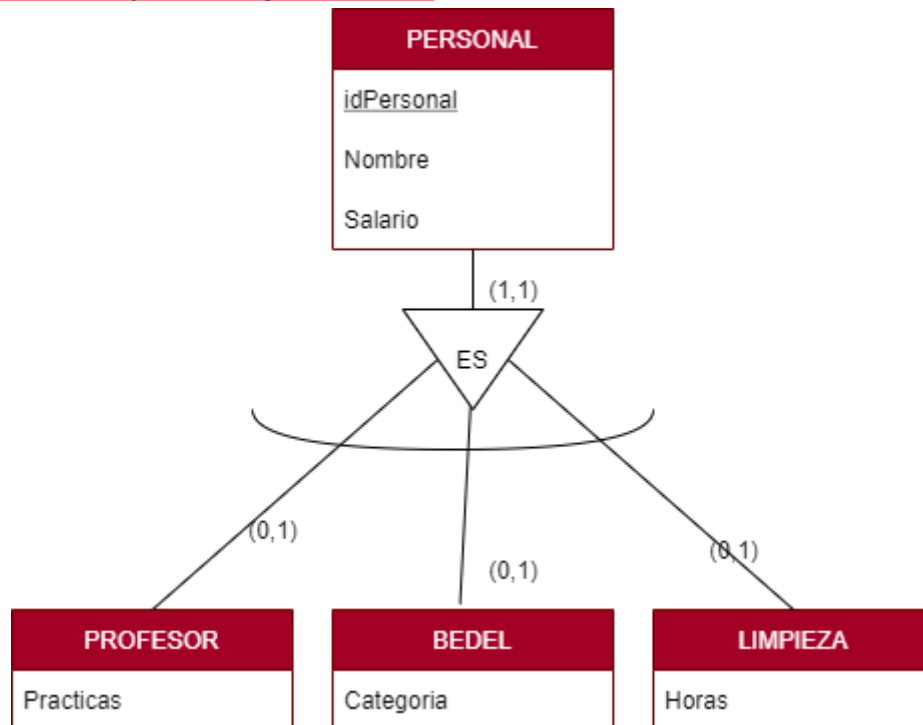 PERSONAL
idPersonal
Nombre
Salario
(1,1)
ES
(0,1)
(0,1)
(0,1)
PROFESOR
BEDEL
LIMPIEZA
Practicas
Categoria
Horas